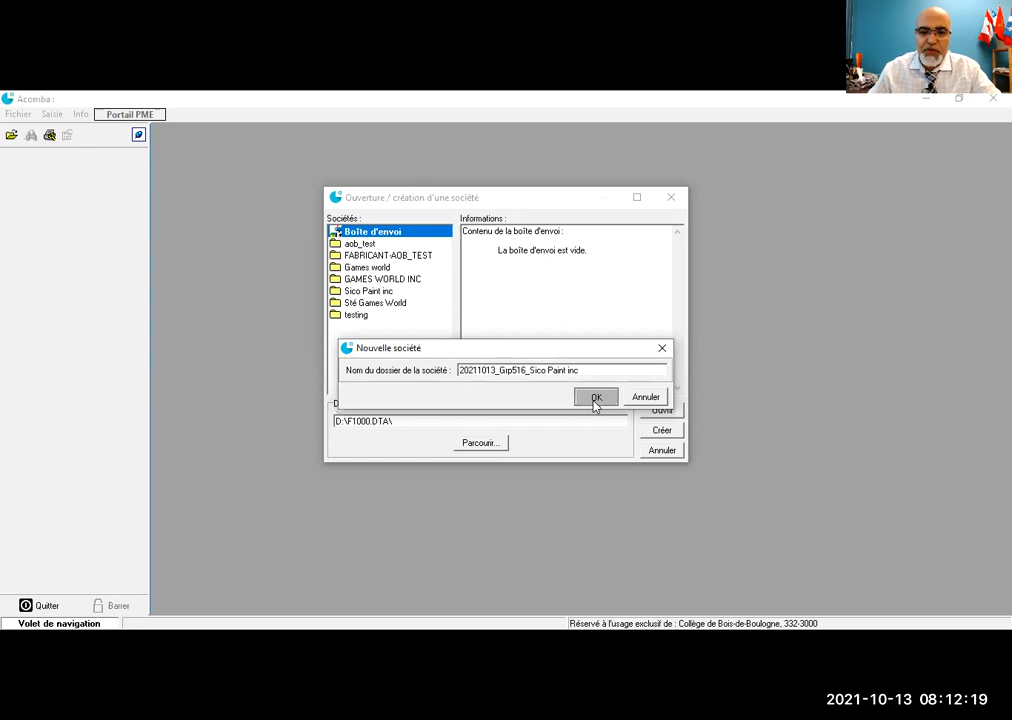 Acomba :
Fichier Saisie Info Portail PME
Ouverture / création d'une société
Sociétés : Informations :
Boîte d'envoi
aob_test
FABRICANT-AOB_TEST
Games world
GAMES WORLD INC
Sico Paint inc
Sté Games World
testing
Contenu de la boîte d'envoi :
La boîte d'envoi est vide.
Nouvelle société
Nom du dossier de la société : 20211013_Grp516_Sico Paint inc
OK Annuler
Ouvrir
D:\F1000.DTA\
Créer
Parcourir...
Annuler
Quitter Barrer
Volet de navigation
Réservé à l'usage exclusif de : Collège de Bois-de-Boulogne, 332-3000
2021-10-13 08:12:19